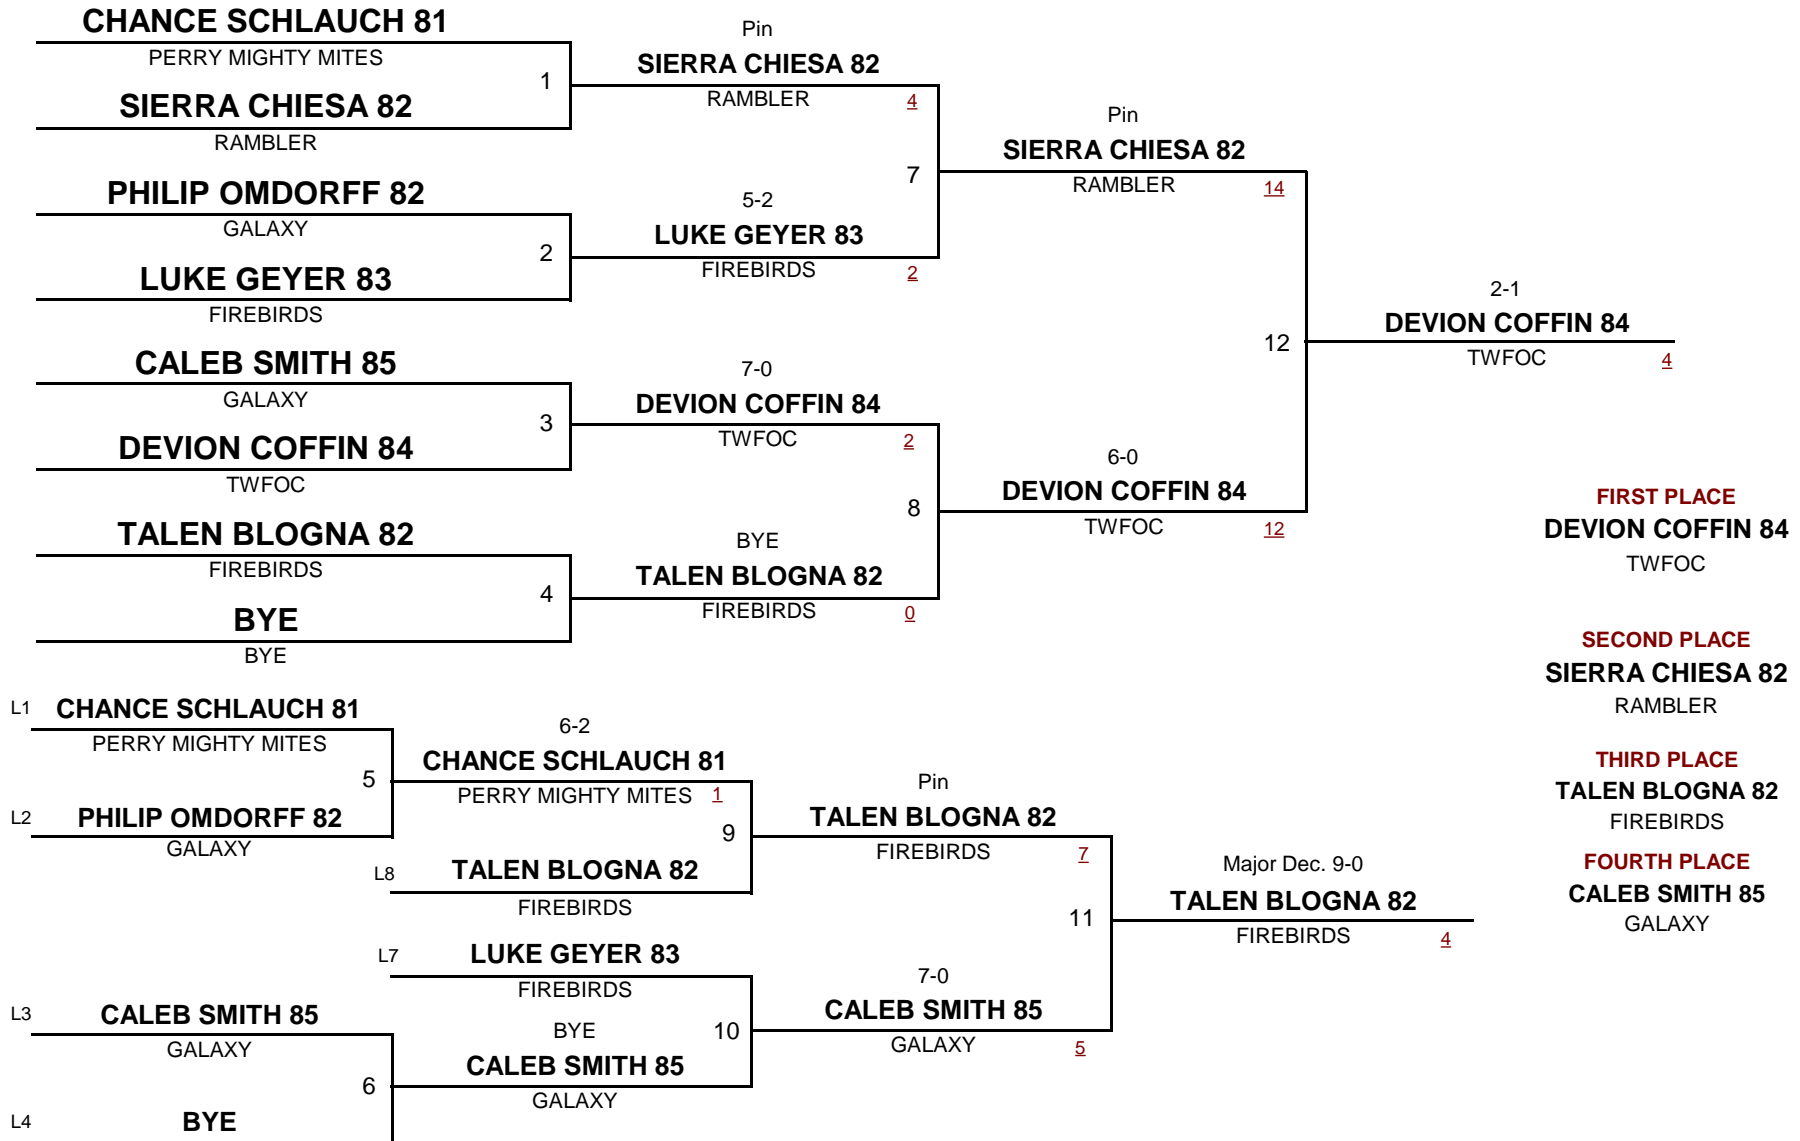 CHANCE SCHLAUCH 81
PERRY MIGHTY MITES
1
SIERRA CHIESA 82
RAMBLER
PHILIP OMDORFF 82
GALAXY
2
LUKE GEYER 83
FIREBIRDS
CALEB SMITH 85
GALAXY
3
DEVION COFFIN 84
TWFOC
TALEN BLOGNA 82
FIREBIRDS
4
BYE
BYE
Pin
SIERRA CHIESA 82
RAMBLER 4
7
5-2
LUKE GEYER 83
FIREBIRDS 2
7-0
DEVION COFFIN 84
TWFOC 2
8
BYE
TALEN BLOGNA 82
FIREBIRDS 0
Pin
SIERRA CHIESA 82
RAMBLER 14
12
6-0
DEVION COFFIN 84
TWFOC 12
2-1
DEVION COFFIN 84
TWFOC 4
FIRST PLACE
DEVION COFFIN 84
TWFOC
SECOND PLACE
SIERRA CHIESA 82
RAMBLER
THIRD PLACE
TALEN BLOGNA 82
FIREBIRDS
FOURTH PLACE
CALEB SMITH 85
GALAXY
L1 CHANCE SCHLAUCH 81
PERRY MIGHTY MITES
5
L2 PHILIP OMDORFF 82
GALAXY
6-2
CHANCE SCHLAUCH 81
PERRY MIGHTY MITES 1
9
L8 TALEN BLOGNA 82
FIREBIRDS
L7 LUKE GEYER 83
FIREBIRDS
10
BYE
CALEB SMITH 85
GALAXY
L3 CALEB SMITH 85
GALAXY
6
L4 BYE
Pin
TALEN BLOGNA 82
FIREBIRDS 7
11
7-0
CALEB SMITH 85
GALAXY 5
Major Dec. 9-0
TALEN BLOGNA 82
FIREBIRDS 4